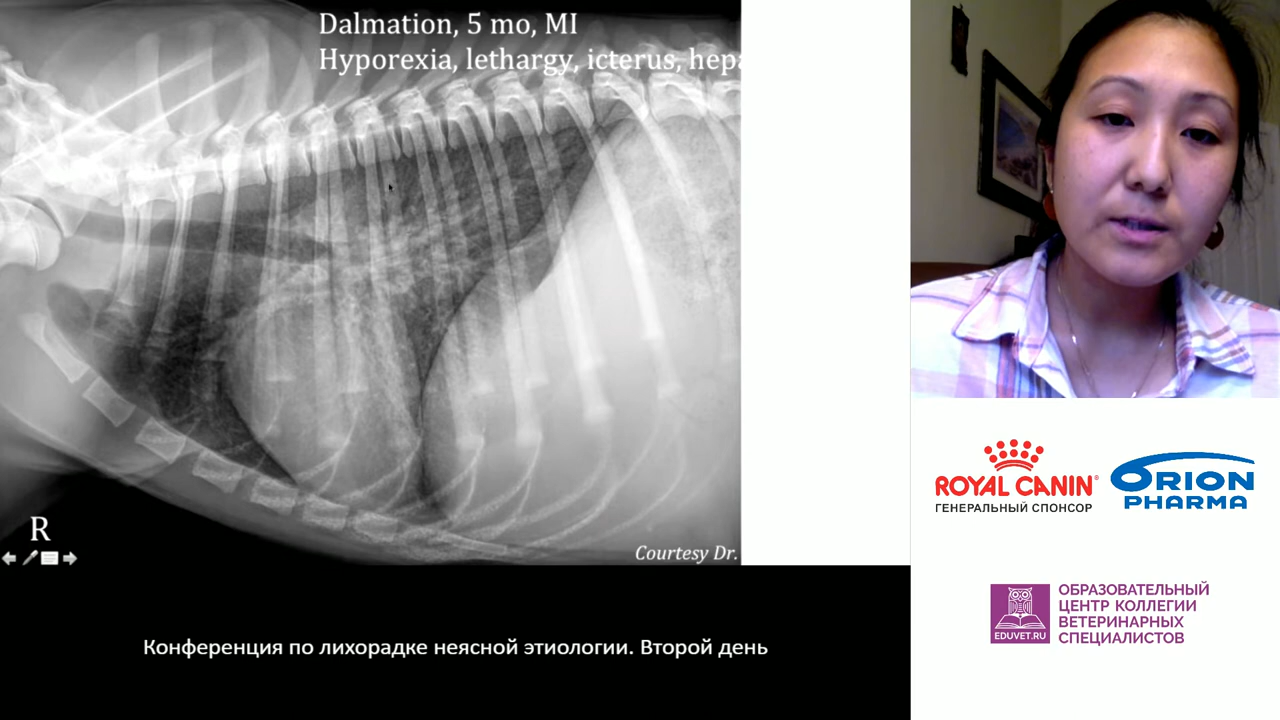 Dalmation, 5 mo, MI
Hyporexia, lethargy, icterus, hepa
R
Courtesy Dr.
Конференция по лихорадке неясной этиологии. Второй день
ROYAL CANIN®
ГЕНЕРАЛЬНЫЙ СПОНСОР
ORION
PHARMA
EDUVET.RU
ОБРАЗОВАТЕЛЬНЫЙ
ЦЕНТР КОЛЛЕГИИ
ВЕТЕРИНАРНЫХ
СПЕЦИАЛИСТОВ